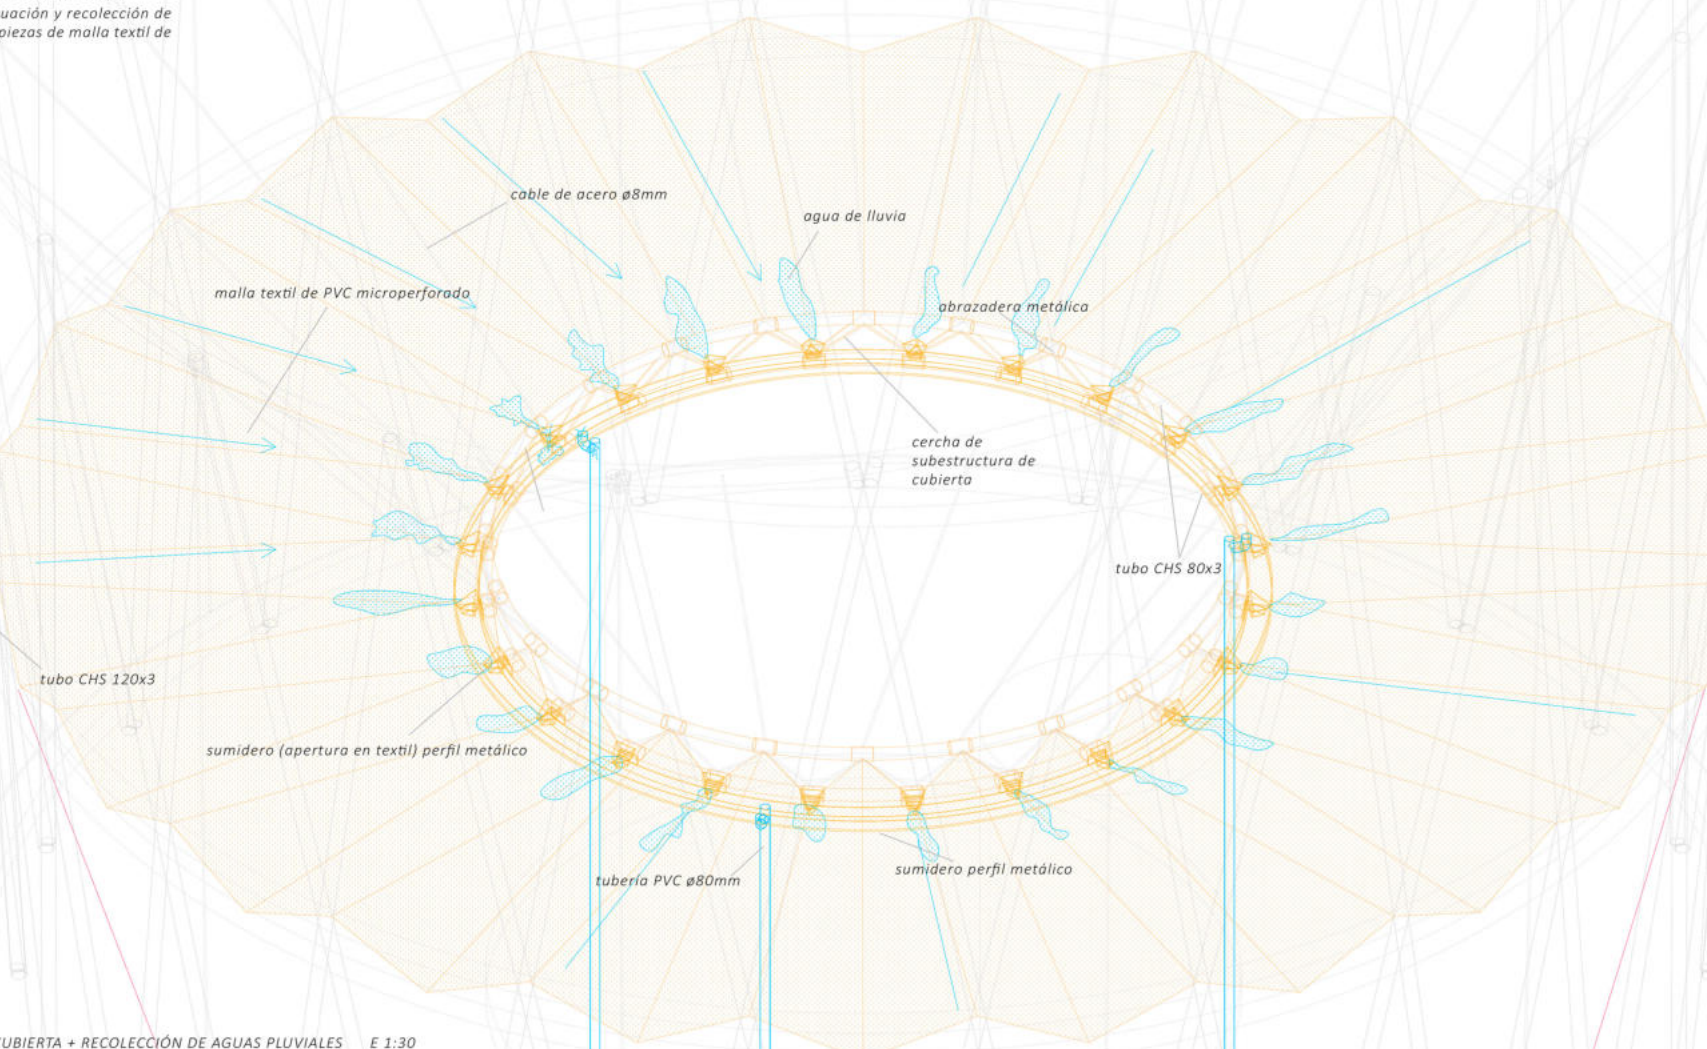 uación y recolección de
piezas de malla textil de
cable de acero ø8mm
agua de lluvia
malla textil de PVC microperforado
abrazadera metálica
cercha de
subestructura de
cubierta
tubo CHS 80x3
tubo CHS 120x3
sumidero (apertura en textil) perfil metálico
sumidero perfil metálico
tubería PVC ø80mm
UBIERTA + RECOLECCIÓN DE AGUAS PLUVIALES E 1:30